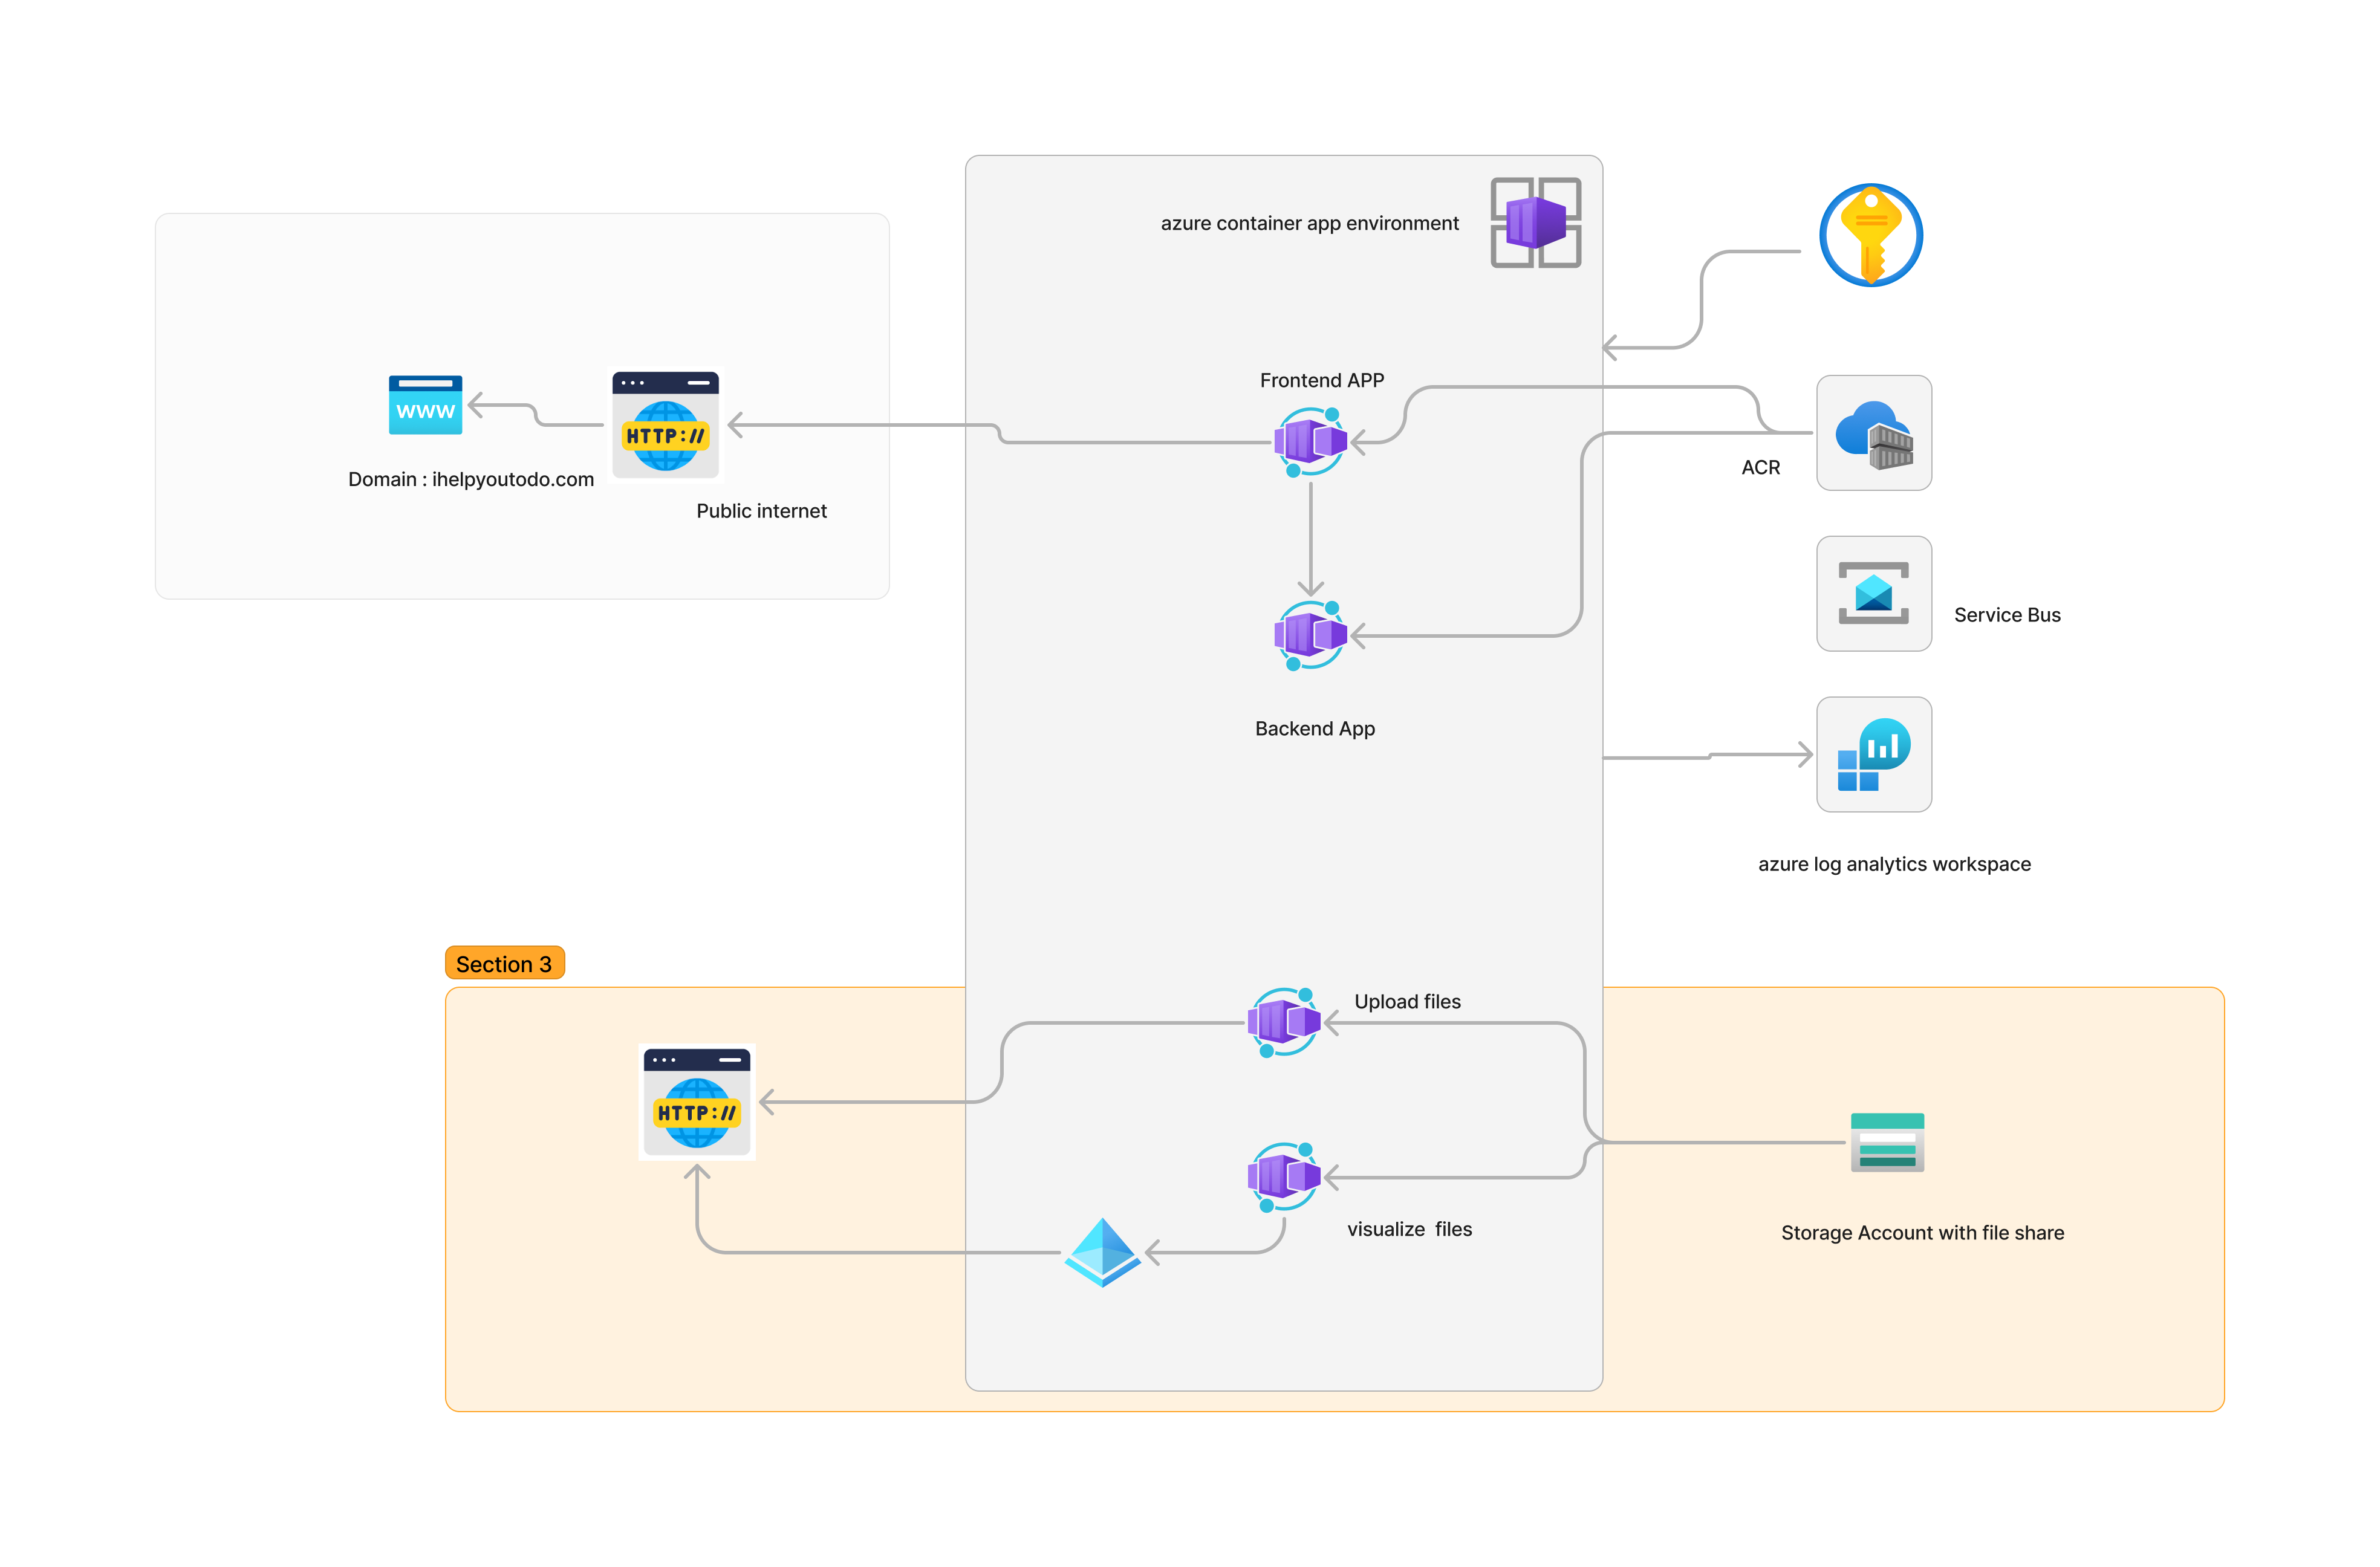 azure container app environment
Frontend APP
www
HTTP://
Domain : ihelpyoutodo.com
Public internet
ACR
Service Bus
Backend App
azure log analytics workspace
Section 3
Upload files
HTTP://
visualize  files
Storage Account with file share